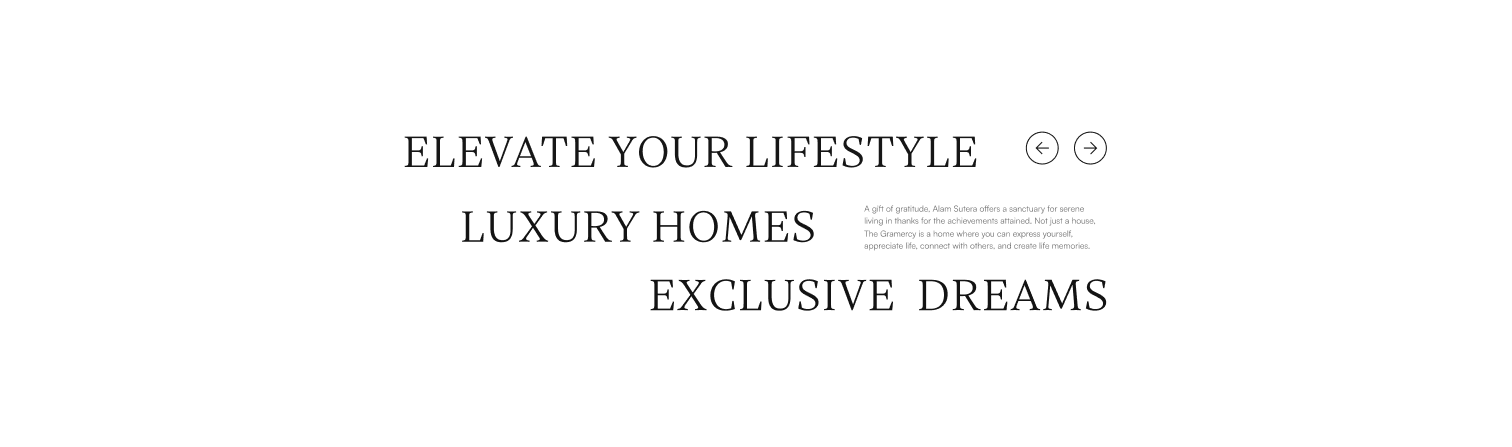 ELEVATE YOUR LIFESTYLE
LUXURY HOMES
A gift of gratitude, Alam Sutera offers a sanctuary for serene
living in thanks for the achievements attained. Not just a house,
The Gramercy is a home where you can express yourself,
appreciate life, connect with others, and create life memories.
EXCLUSIVE DREAMS